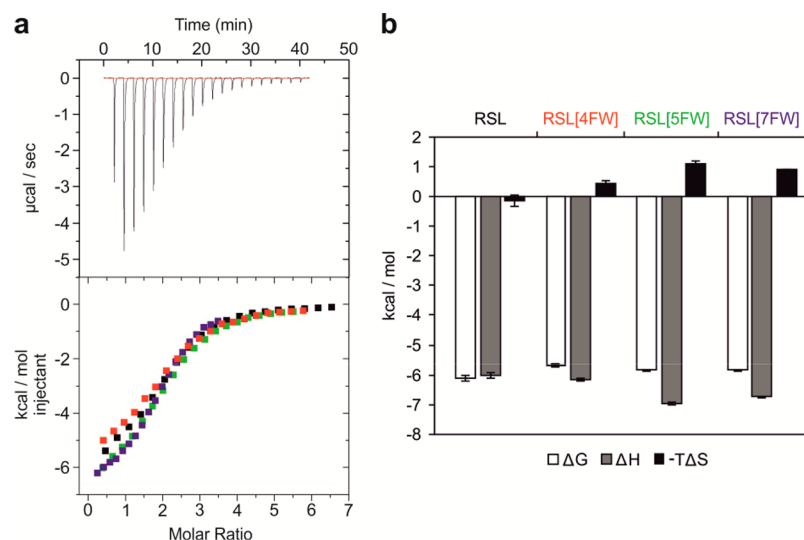 a
Time (min)
0 10 20 30 40 50
0
-1
-2
-3
-4
-5
μcal / sec
0
-2
-4
-6
kcal / mol
injectant
0 1 2 3 4 5 6 7
Molar Ratio
b
RSL RSL[4FW] RSL[5FW] RSL[7FW]
2
1
0
-1
-2
-3
-4
-5
-6
-7
-8
kcal / mol
ΔG ΔH -TΔS